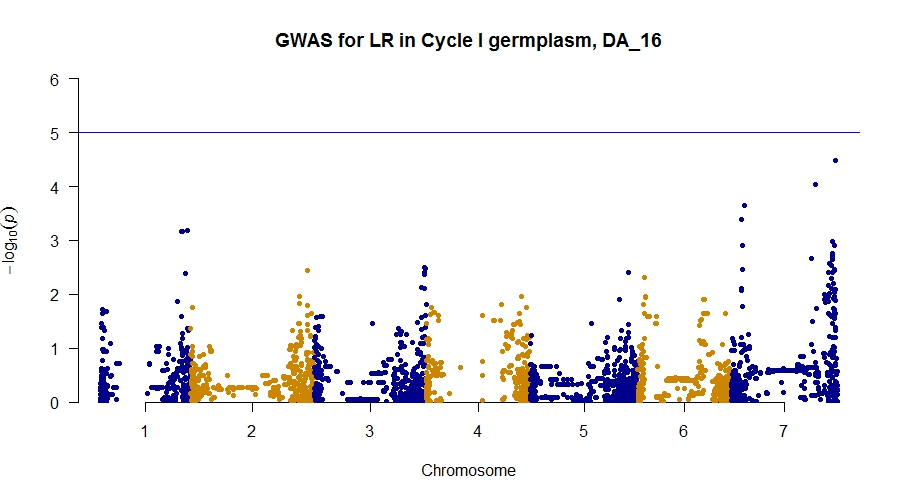 GWAS for LR in Cycle I germplasm, DA_16
6
5
4
3
2
1
0
−log10(p)
1 2 3 4 5 6 7
Chromosome